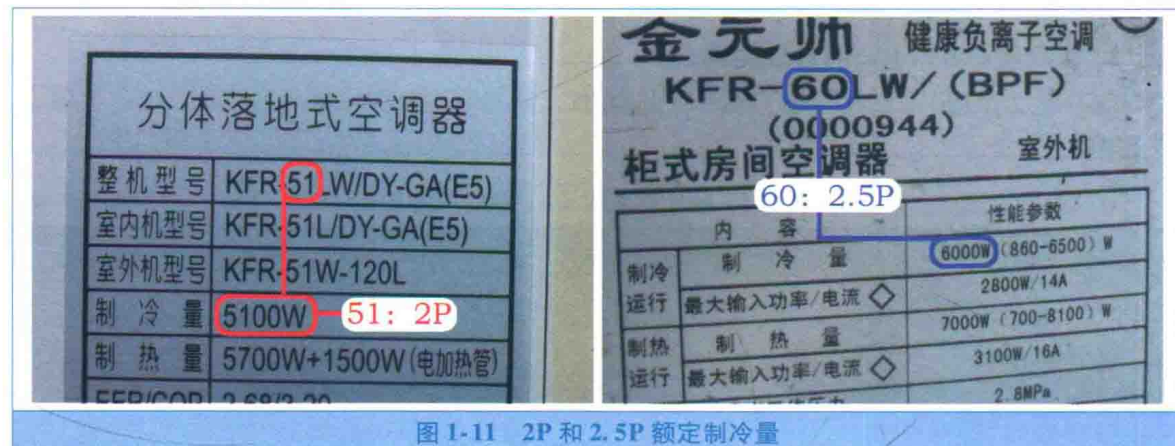 分体落地式空调器
整机型号 KFR-51LW/DY-GA(E5)
室内机型号 KFR-51L/DY-GA(E5)
室外机型号 KFR-51W-120L
制冷量 5100W 51: 2P
制热量 5700W+1500W(电加热管)
EER/COP 2.68/3.20
金元帅 健康负离子空调
KFR-60LW/(BPF)
(0000944)
柜式房间空调器 室外机
60: 2.5P
内容 性能参数
制冷运行 制冷量 6000W(860-6500)W
最大输入功率/电流◇ 2800W/14A
制热运行 制热量 7000W(700-8100)W
最大输入功率/电流◇ 3100W/16A
2.8MPa
图 1-11 2P 和 2.5P 额定制冷量